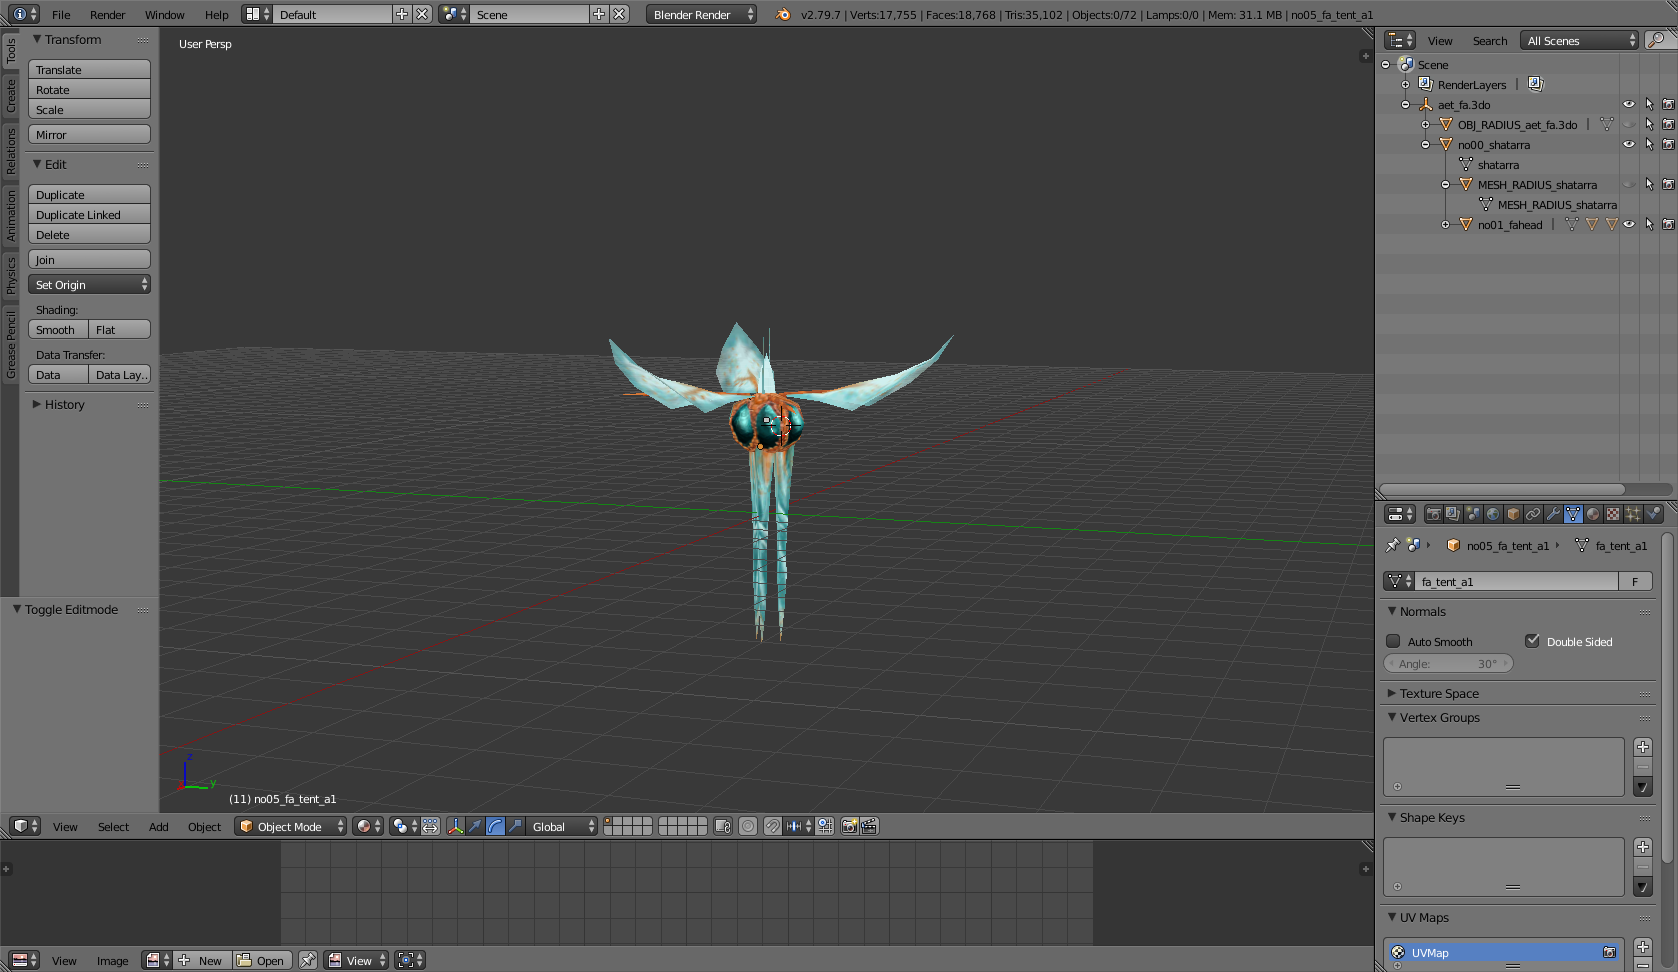 File Render Window Help Default Scene Blender Render v2.79.7 | Verts:17,755 | Faces:18,768 | Tris:35,102 | Objects:0/72 | Lamps:0/0 | Mem: 31.1 MB | no05_fa_tent_a1
Tools
Create
Relations
Animation
Physics
Grease Pencil
Transform
Translate
Rotate
Scale
Mirror
Edit
Duplicate
Duplicate Linked
Delete
Join
Set Origin
Shading:
Smooth Flat
Data Transfer:
Data Data Lay..
History
Toggle Editmode
User Persp
z
y
(11) no05_fa_tent_a1
View Select Add Object Object Mode Global
View Image New Open View
View Search All Scenes
Scene
RenderLayers |
aet_fa.3do
OBJ_RADIUS_aet_fa.3do |
no00_shatarra
shatarra
MESH_RADIUS_shatarra
MESH_RADIUS_shatarra
no01_fahead |
no05_fa_tent_a1 fa_tent_a1
fa_tent_a1 F
Normals
Auto Smooth Double Sided
Angle: 30°
Texture Space
Vertex Groups
Shape Keys
UV Maps
UVMap